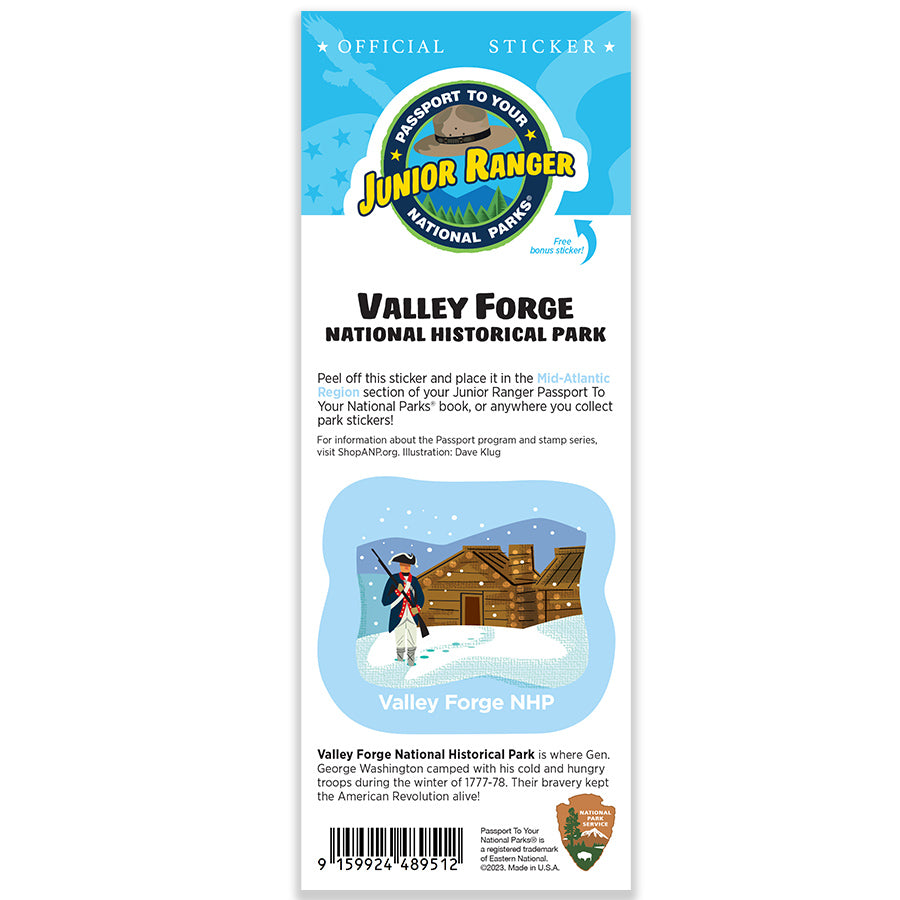 ★ OFFICIAL STICKER ★
PASSPORT TO YOUR
JUNIOR RANGER
NATIONAL PARKS®
Free
bonus sticker!
VALLEY FORGE
NATIONAL HISTORICAL PARK
Peel off this sticker and place it in the Mid-Atlantic
Region section of your Junior Ranger Passport To
Your National Parks® book, or anywhere you collect
park stickers!
For information about the Passport program and stamp series,
visit ShopANP.org. Illustration: Dave Klug
Valley Forge NHP
Valley Forge National Historical Park is where Gen.
George Washington camped with his cold and hungry
troops during the winter of 1777-78. Their bravery kept
the American Revolution alive!
9 159924 489512
Passport To Your
National Parks® is
a registered trademark
of Eastern National.
©2023. Made in U.S.A.
NATIONAL
PARK
SERVICE